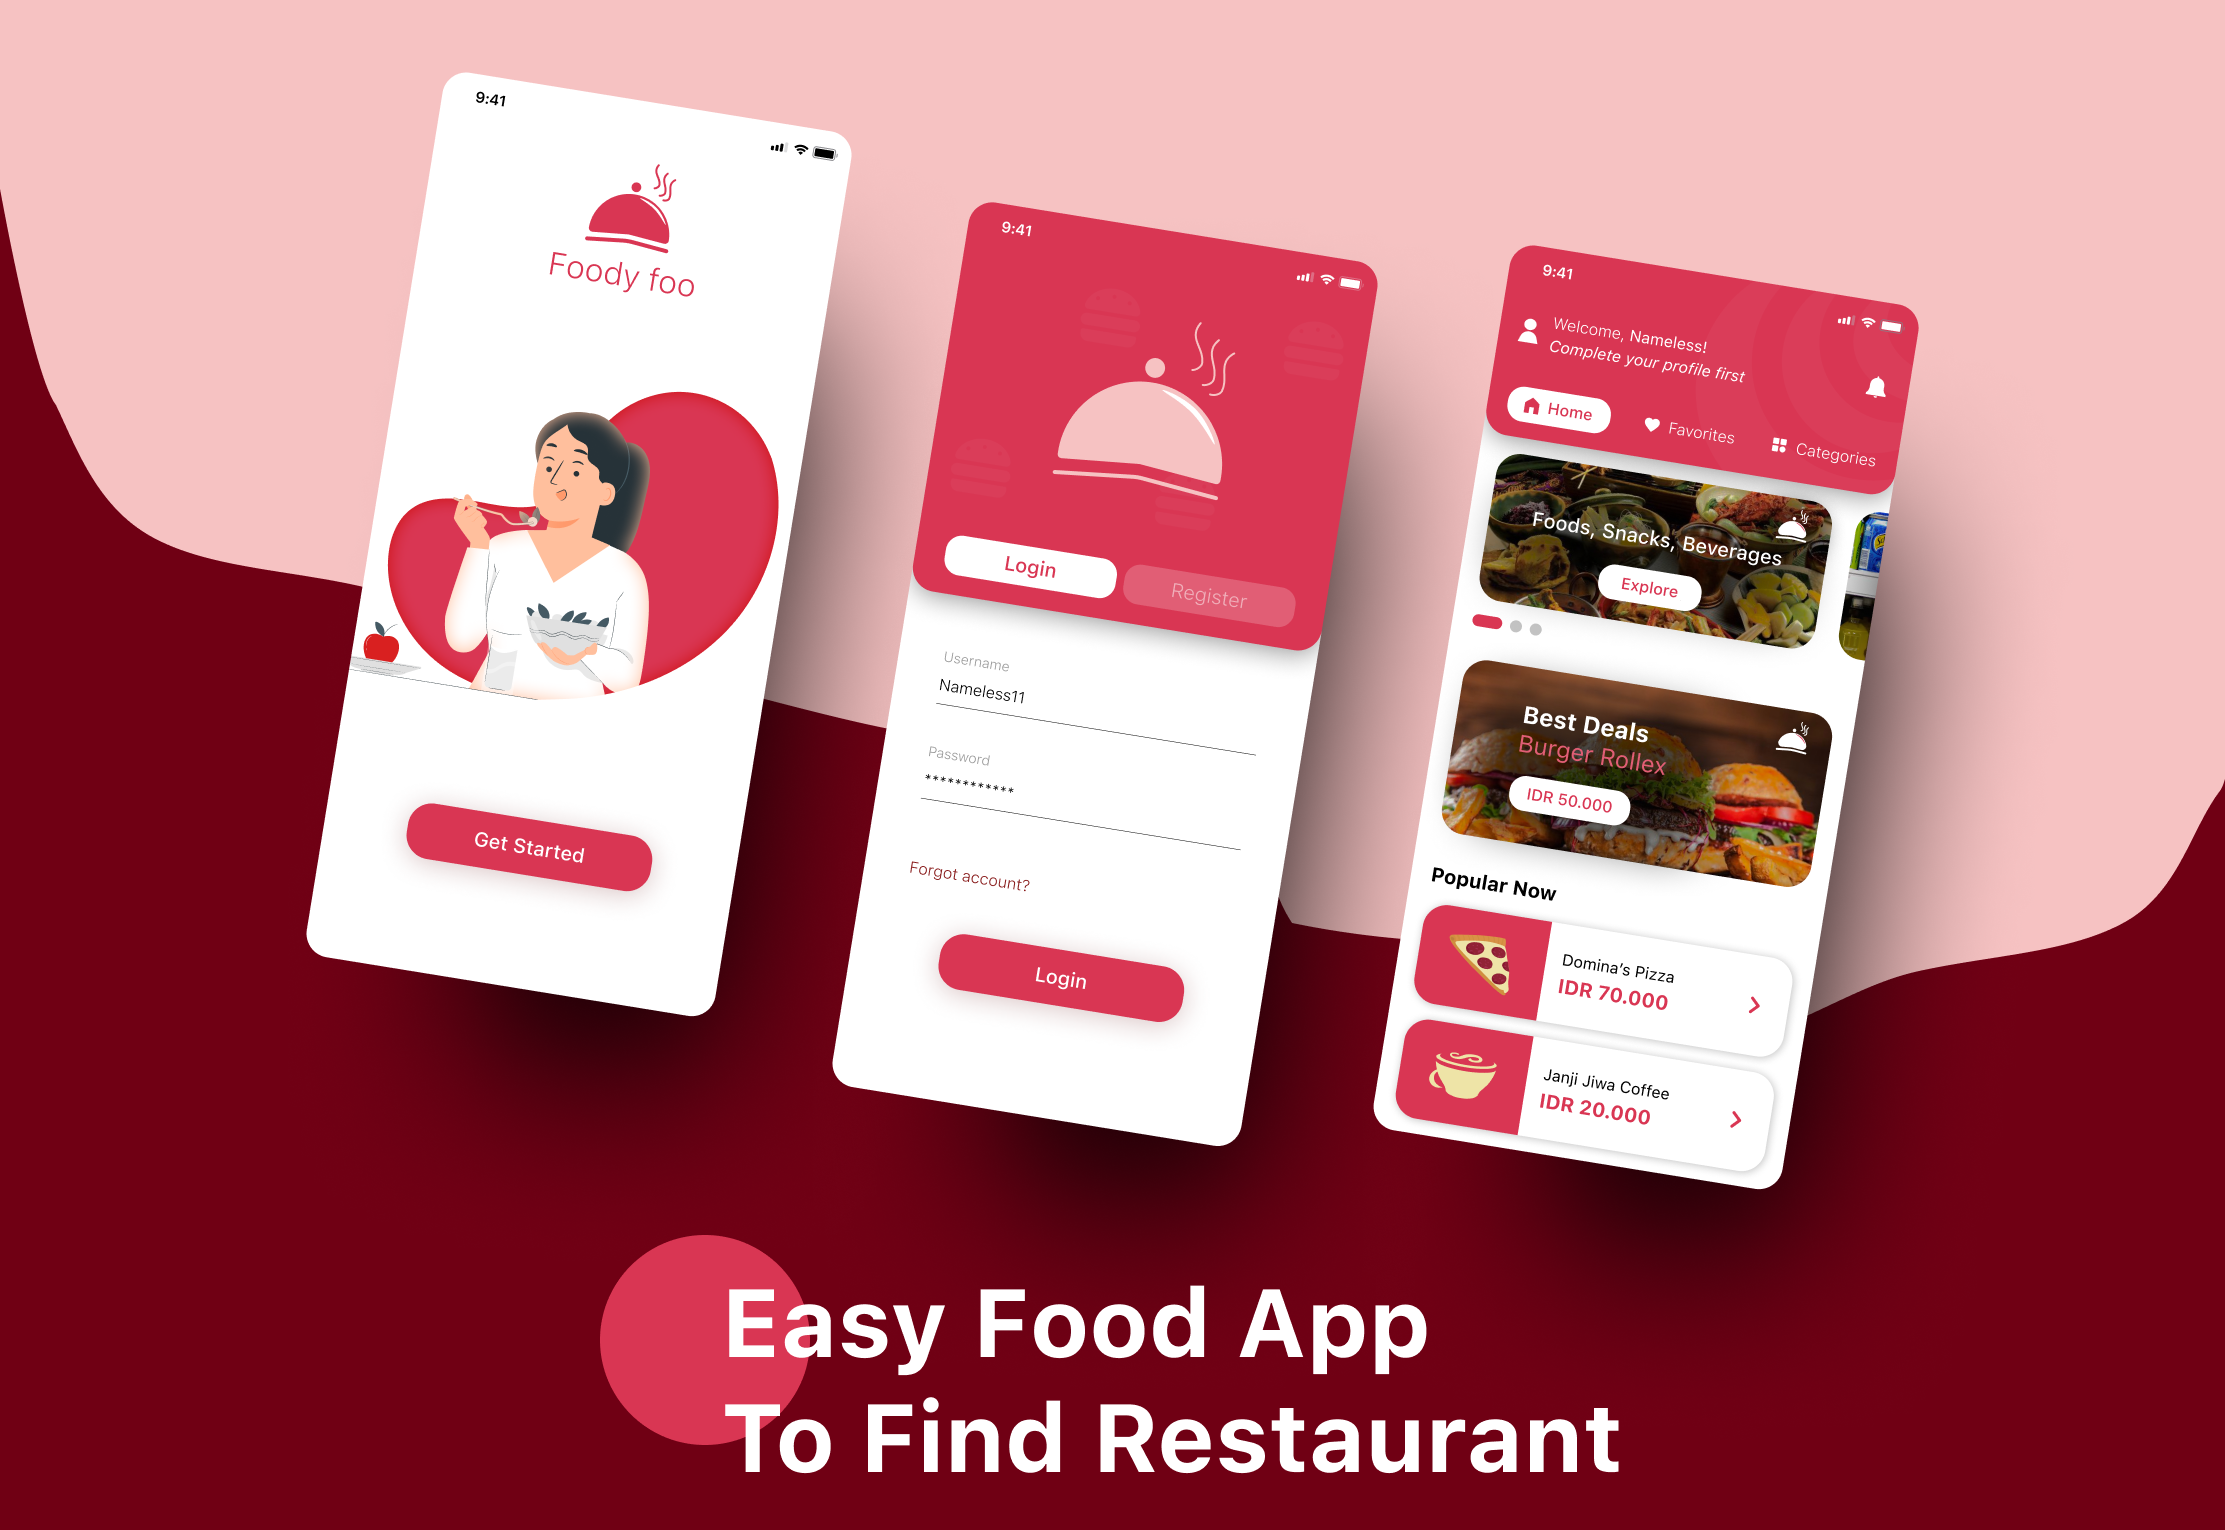 9:41
Foody foo
Get Started
9:41
Login
Register
Username
Nameless11
Password
************
Forgot account?
Login
9:41
Welcome, Nameless!
Complete your profile first
Home
Favorites
Categories
Foods, Snacks, Beverages
Explore
Best Deals
Burger Rollex
IDR 50.000
Popular Now
Domina's Pizza
IDR 70.000
Janji Jiwa Coffee
IDR 20.000
Easy Food App
To Find Restaurant